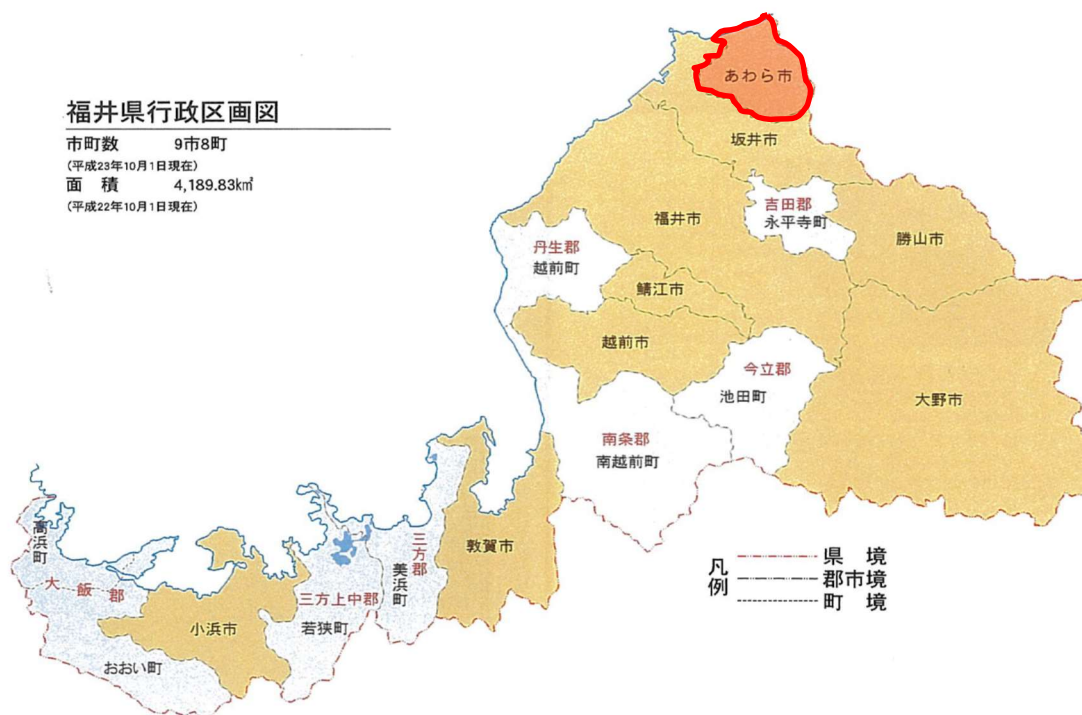 福井県行政区画図
市町数 9市8町
(平成23年10月1日現在)
面 積 4,189.83k㎡
(平成22年10月1日現在)
あわら市
坂井市
吉田郡
永平寺町
福井市
勝山市
丹生郡
越前町
鯖江市
越前市
今立郡
池田町
大野市
南条郡
南越前町
敦賀市
三方郡
美浜町
三方上中郡
若狭町
小浜市
高浜町
大飯郡
おおい町
凡例
県境
郡市境
町境